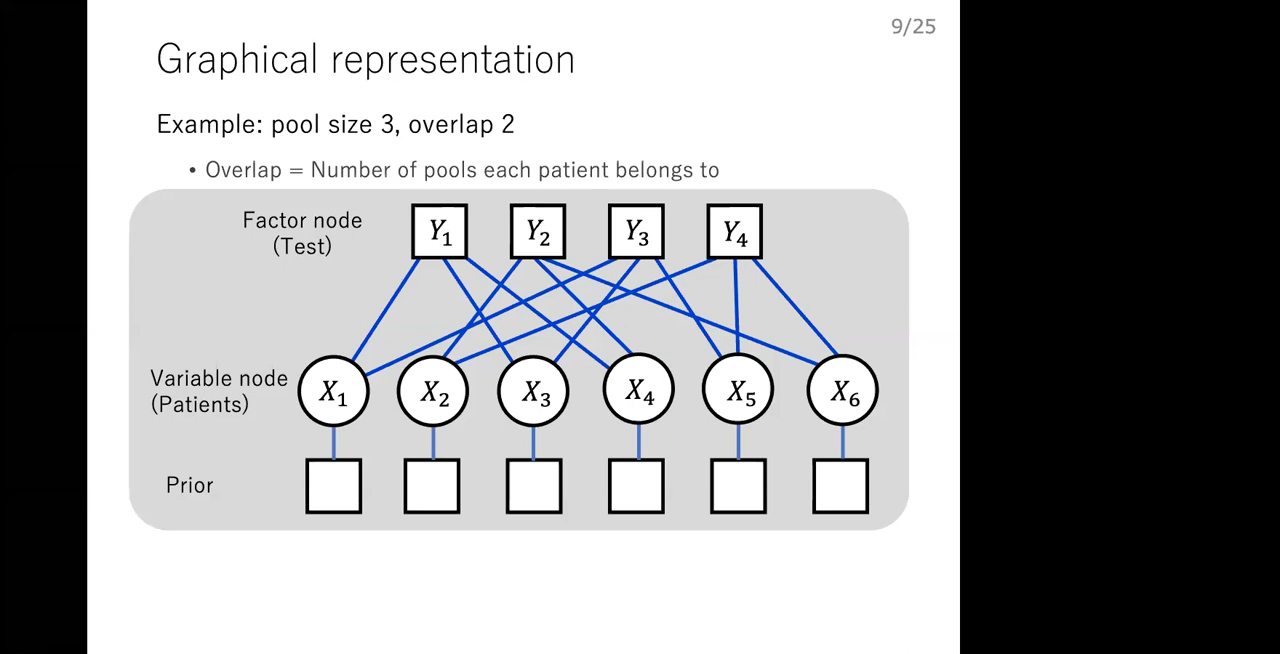 9/25
Graphical representation
Example: pool size 3, overlap 2
• Overlap = Number of pools each patient belongs to
Factor node
(Test)
Y₁ Y₂ Y₃ Y₄
Variable node
(Patients)
X₁ X₂ X₃ X₄ X₅ X₆
Prior